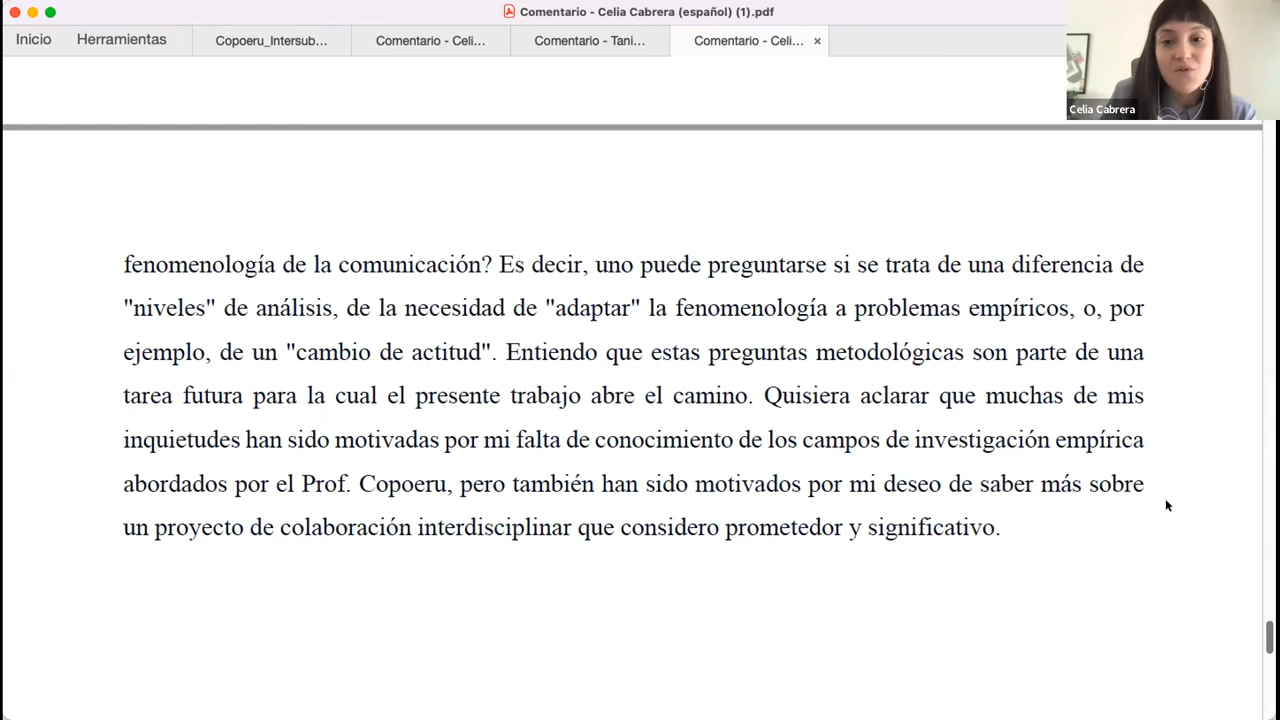 Comentario - Celia Cabrera (español) (1).pdf
Inicio Herramientas Copoeru_Intersub... Comentario - Celi... Comentario - Tani... Comentario - Celi... ×
Celia Cabrera
fenomenología de la comunicación? Es decir, uno puede preguntarse si se trata de una diferencia de
"niveles" de análisis, de la necesidad de "adaptar" la fenomenología a problemas empíricos, o, por
ejemplo, de un "cambio de actitud". Entiendo que estas preguntas metodológicas son parte de una
tarea futura para la cual el presente trabajo abre el camino. Quisiera aclarar que muchas de mis
inquietudes han sido motivadas por mi falta de conocimiento de los campos de investigación empírica
abordados por el Prof. Copoeru, pero también han sido motivados por mi deseo de saber más sobre
un proyecto de colaboración interdisciplinar que considero prometedor y significativo.